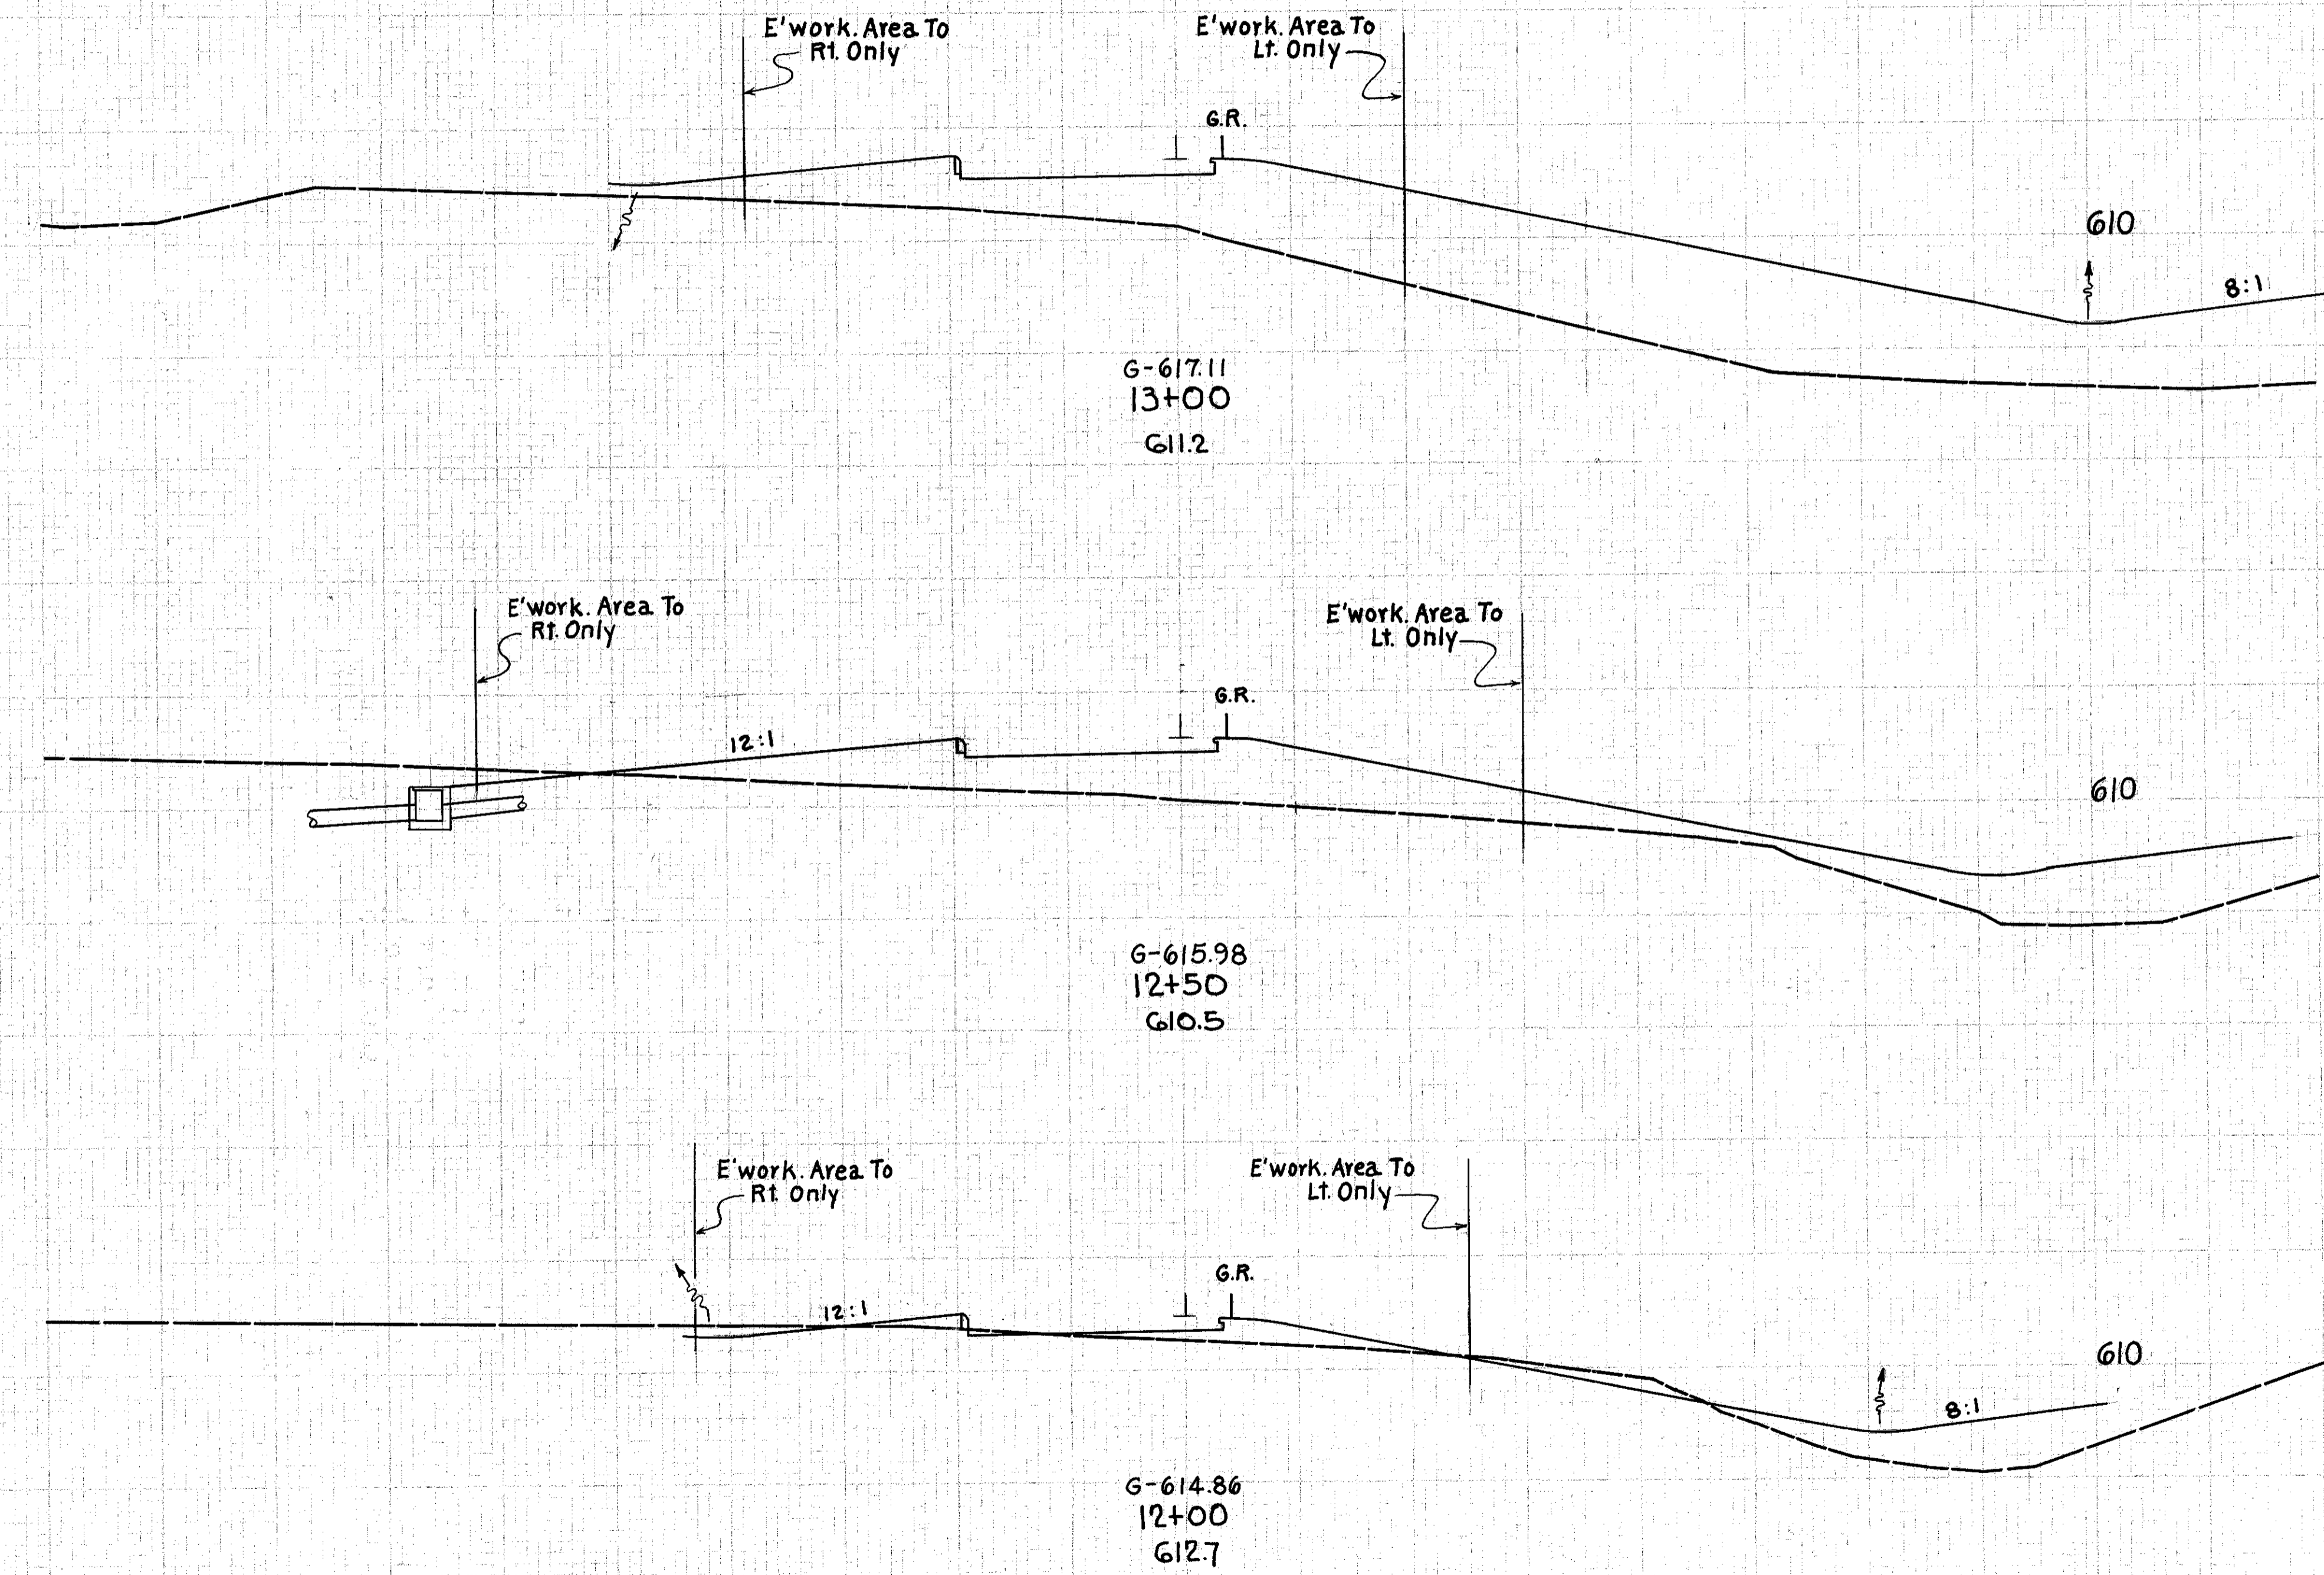 E'work. Area To
Rt. Only
E'work. Area To
Lt. Only
G.R.
610
8:1
G-617.11
13+00
611.2
E'work. Area To
Rt. Only
E'work. Area To
Lt. Only
G.R.
12:1
610
G-615.98
12+50
610.5
E'work. Area To
Rt. Only
E'work. Area To
Lt. Only
G.R.
12:1
610
8:1
G-614.86
12+00
612.7